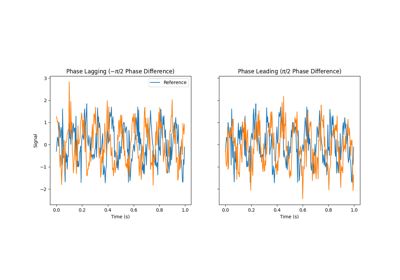 Phase Lagging (−π/2 Phase Difference)
Reference
3
2
1
0
−1
−2
Signal
0.0 0.2 0.4 0.6 0.8 1.0
Time (s)
Phase Leading (π/2 Phase Difference)
0.0 0.2 0.4 0.6 0.8 1.0
Time (s)